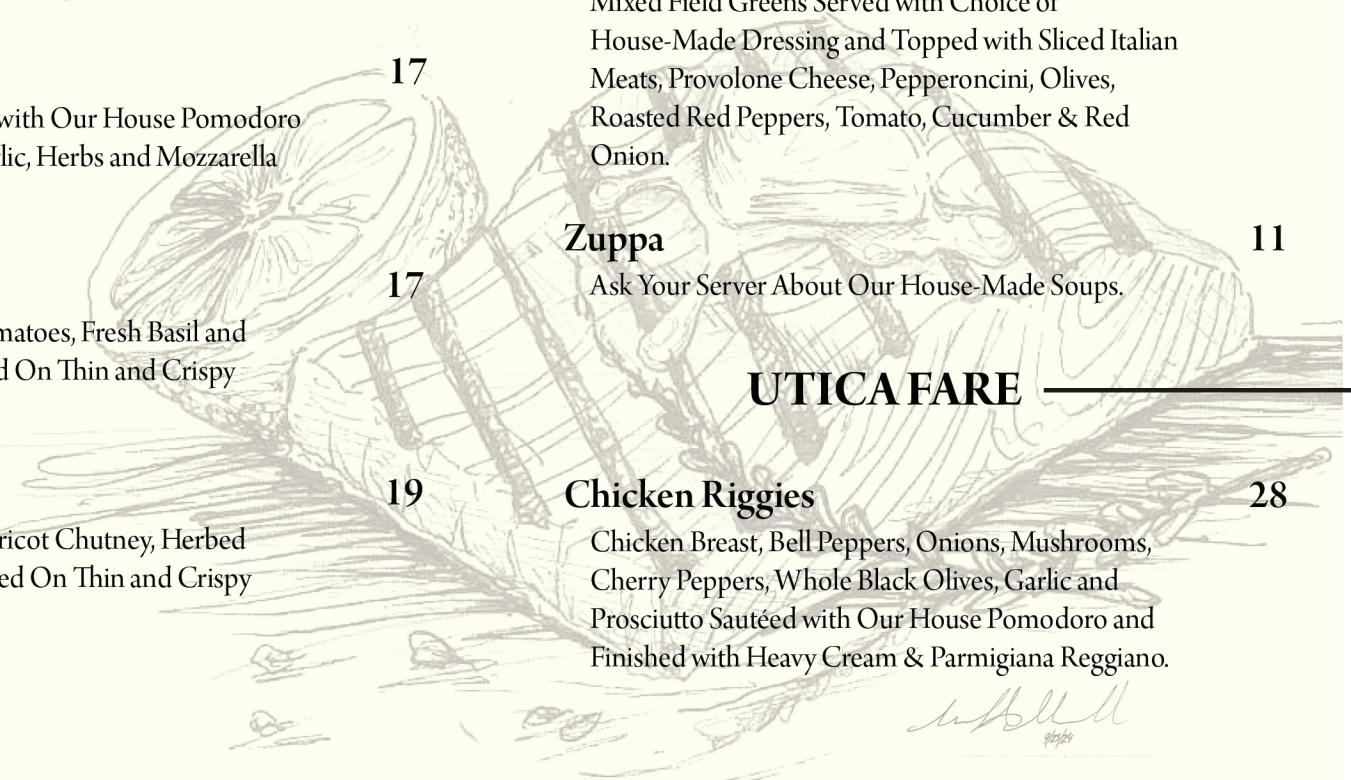 17
with Our House Pomodoro
lic, Herbs and Mozzarella
17
matoes, Fresh Basil and
d On Thin and Crispy
19
ricot Chutney, Herbed
ed On Thin and Crispy
Mixed Field Greens Served with Choice of
House-Made Dressing and Topped with Sliced Italian
Meats, Provolone Cheese, Pepperoncini, Olives,
Roasted Red Peppers, Tomato, Cucumber & Red
Onion.
Zuppa 11
Ask Your Server About Our House-Made Soups.
UTICA FARE
Chicken Riggies 28
Chicken Breast, Bell Peppers, Onions, Mushrooms,
Cherry Peppers, Whole Black Olives, Garlic and
Prosciutto Sautéed with Our House Pomodoro and
Finished with Heavy Cream & Parmigiana Reggiano.